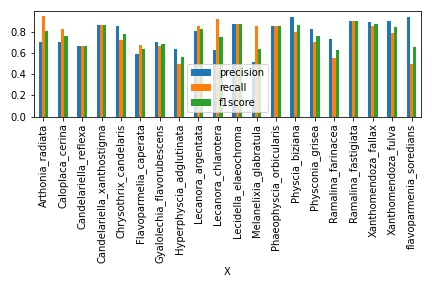 0.8
0.6
0.4
0.2
0.0
precision
recall
f1score
Arthonia_radiata
Caloplaca_cerina
Candelariella_reflexa
Candelariella_xanthostigma
Chrysothrix_candelaris
Flavoparmelia_caperata
Gyalolechia_flavorubescens
Hyperphyscia_adglutinata
Lecanora_argentata
Lecanora_chlarotera
Lecidella_elaeochroma
Melanelixia_glabratula
Phaeophyscia_orbicularis
Physcia_biziana
Physconia_grisea
Ramalina_farinacea
Ramalina_fastigiata
Xanthomendoza_fallax
Xanthomendoza_fulva
flavoparmenia_soredians
X